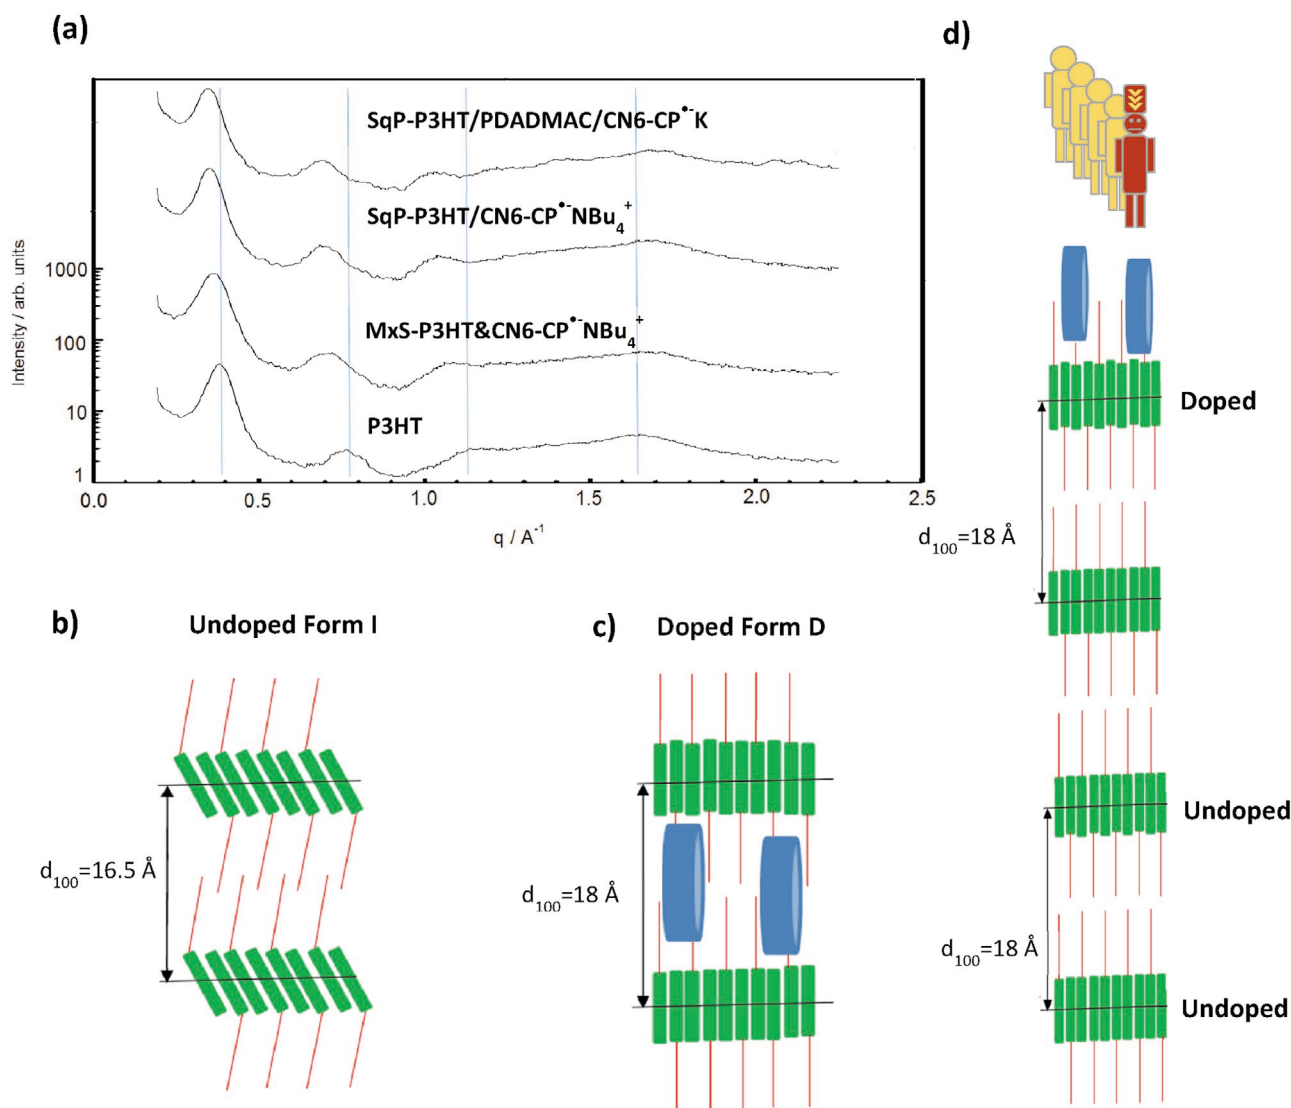 (a)
SqP-P3HT/PDADMAC/CN6-CP•-K
SqP-P3HT/CN6-CP•-NBu4+
MxS-P3HT&CN6-CP•-NBu4+
P3HT
Intensity / arb. units
1000
100
10
1
0.0 0.5 1.0 1.5 2.0 2.5
q / A-1
b) Undoped Form I
d100=16.5 Å
c) Doped Form D
d100=18 Å
d)
Doped
d100=18 Å
Undoped
d100=18 Å
Undoped